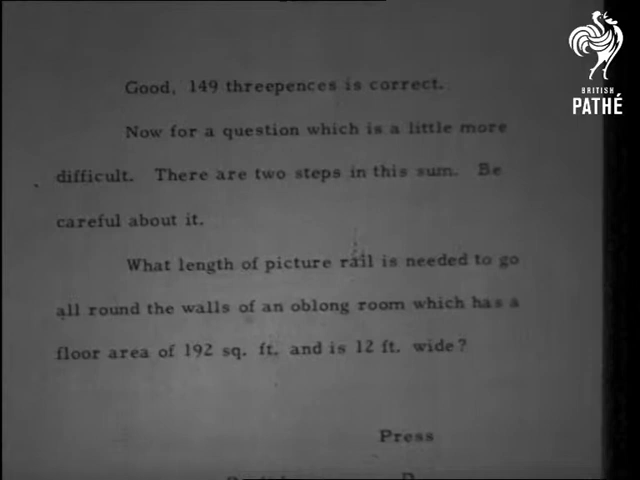 BRITISH
PATHÉ
Good, 149 threepences is correct.
Now for a question which is a little more
difficult. There are two steps in this sum. Be
careful about it.
What length of picture rail is needed to go
all round the walls of an oblong room which has a
floor area of 192 sq. ft. and is 12 ft. wide?
Press